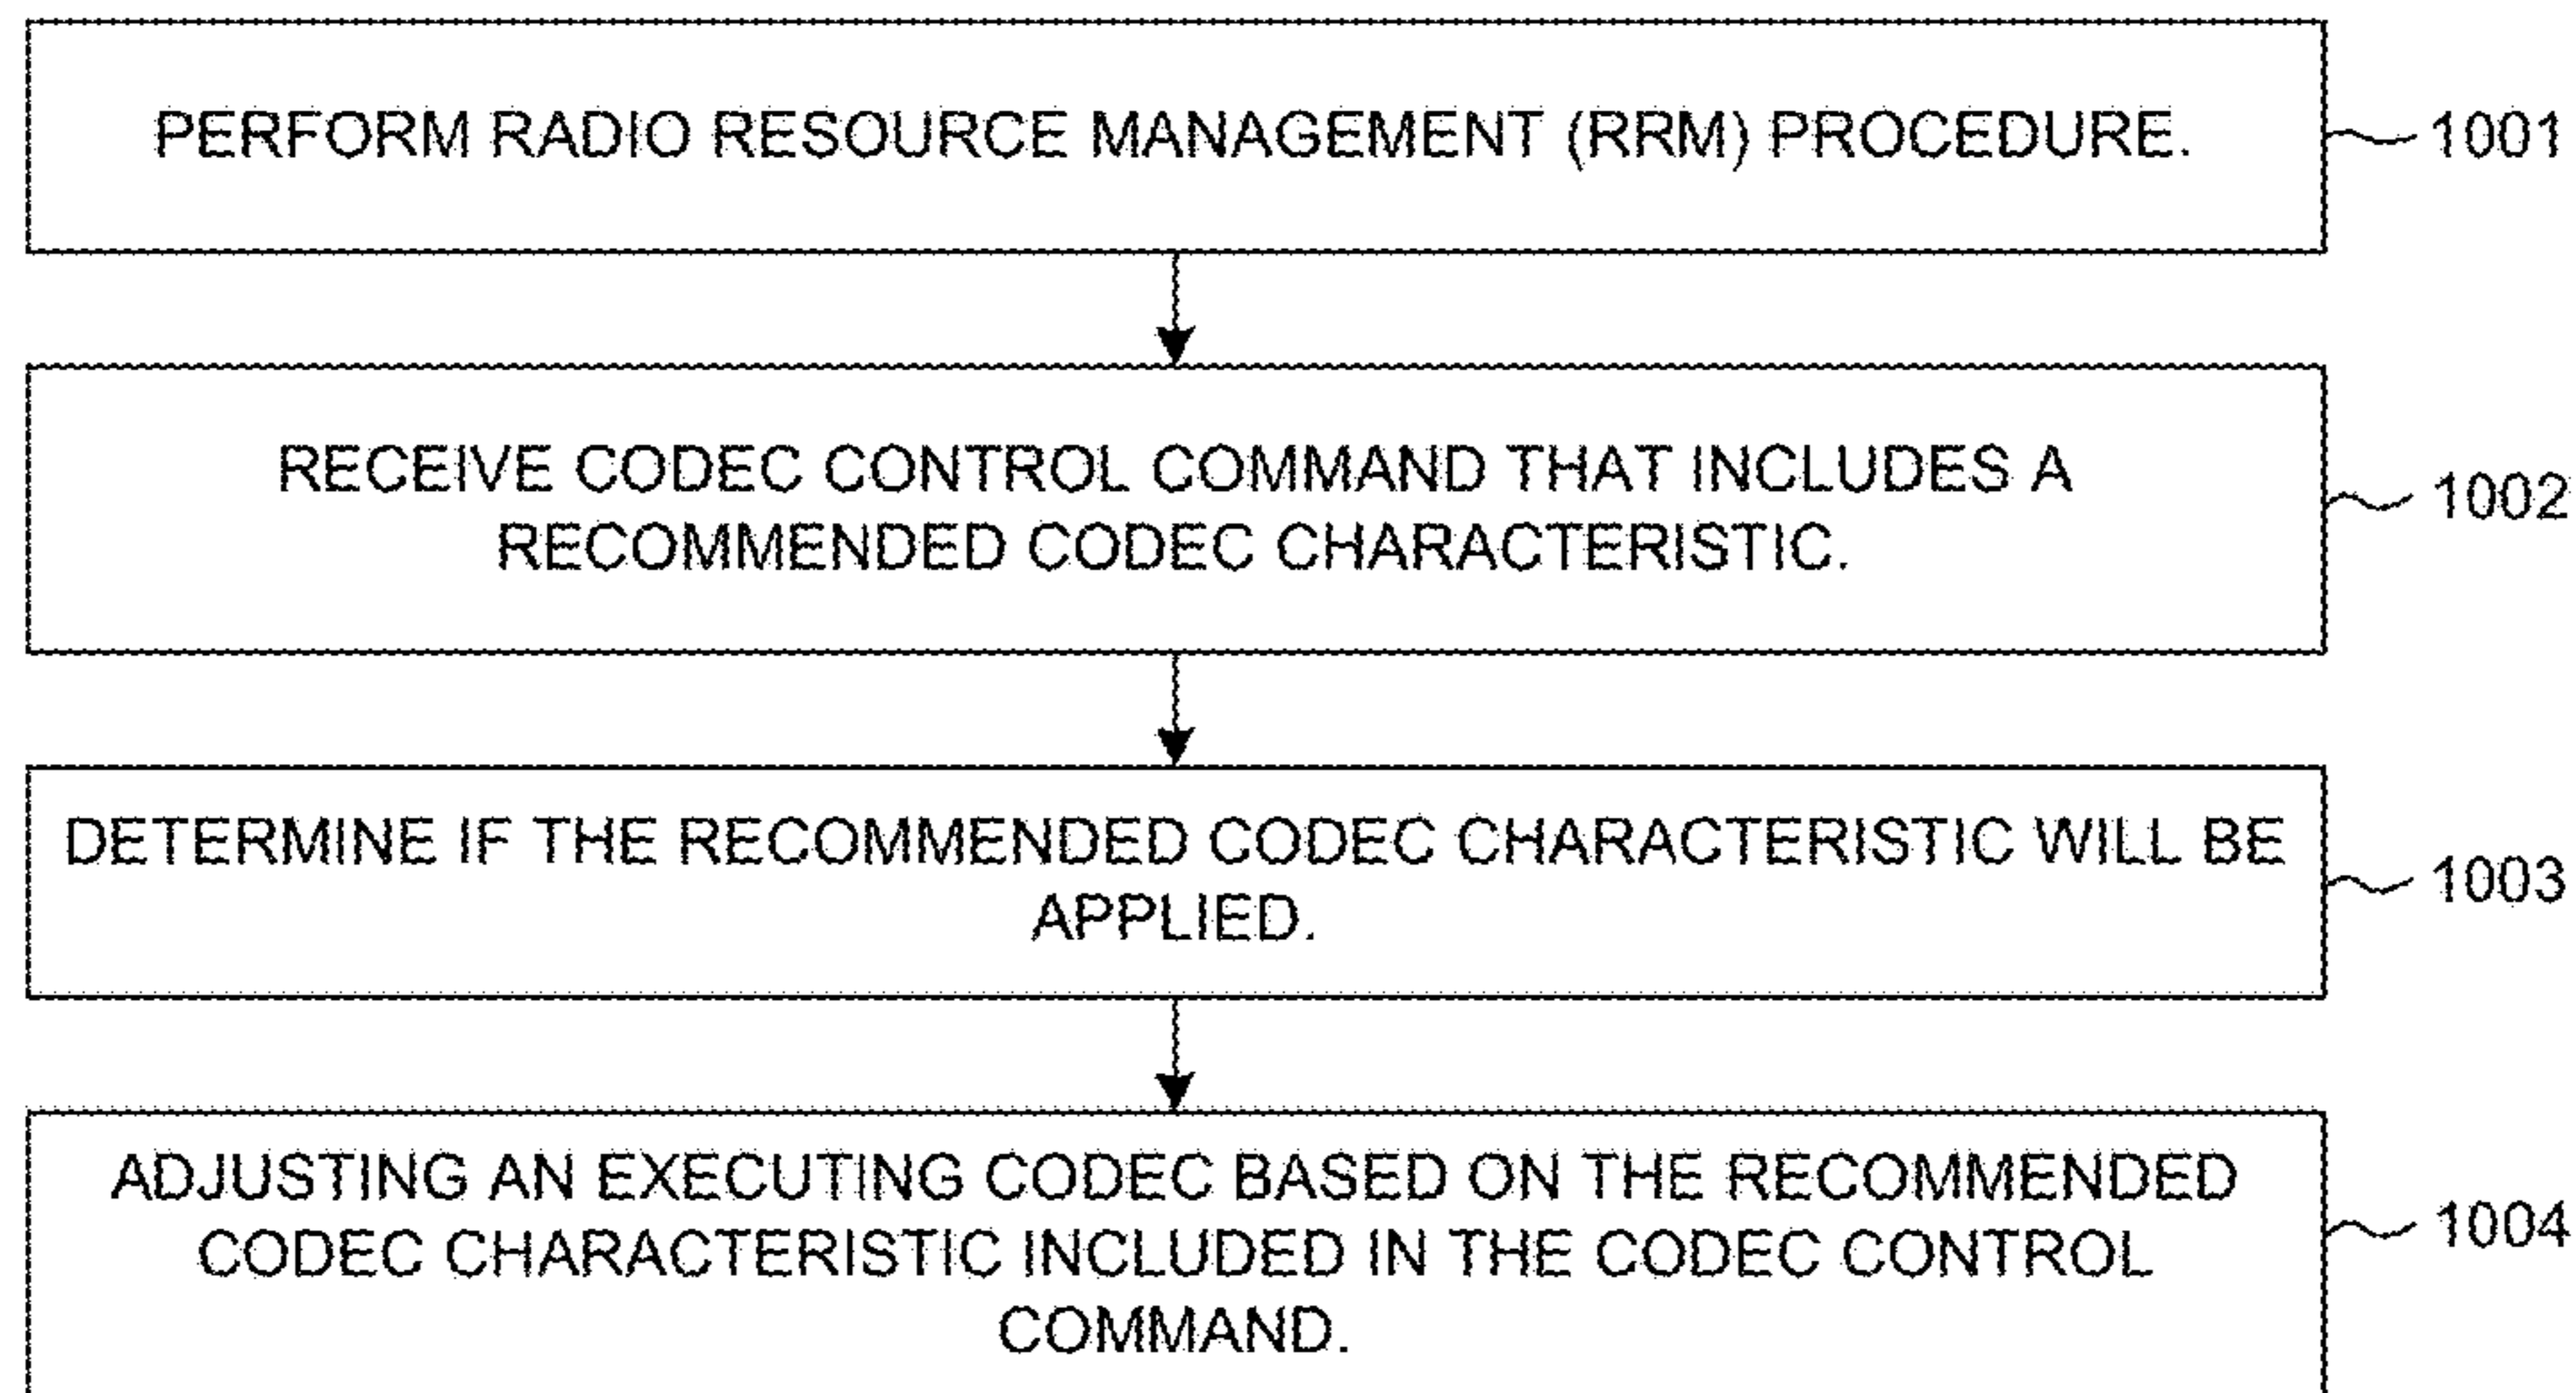 PERFORM RADIO RESOURCE MANAGEMENT (RRM) PROCEDURE.
1001
RECEIVE CODEC CONTROL COMMAND THAT INCLUDES A
RECOMMENDED CODEC CHARACTERISTIC.
1002
DETERMINE IF THE RECOMMENDED CODEC CHARACTERISTIC WILL BE
APPLIED.
1003
ADJUSTING AN EXECUTING CODEC BASED ON THE RECOMMENDED
CODEC CHARACTERISTIC INCLUDED IN THE CODEC CONTROL
COMMAND.
1004